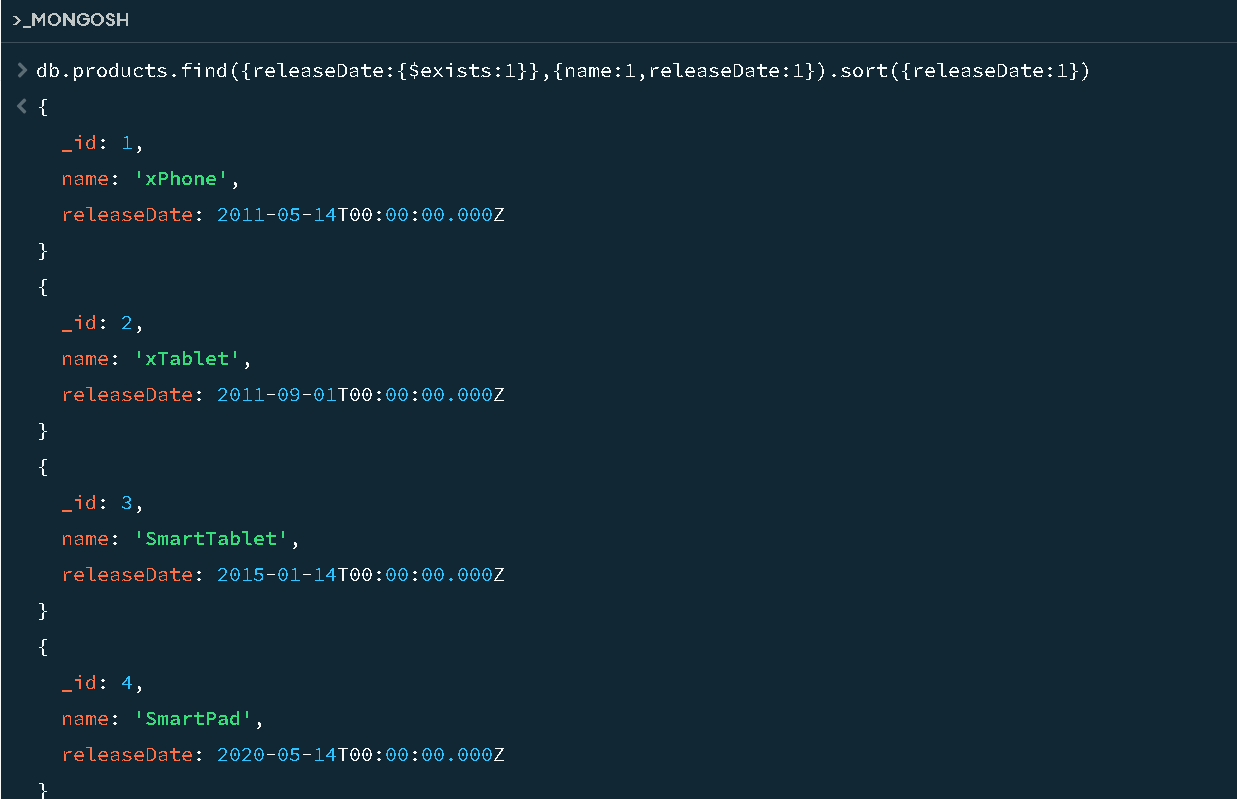 >_MONGOSH
> db.products.find({releaseDate:{$exists:1}},{name:1,releaseDate:1}).sort({releaseDate:1})
< {
_id: 1,
name: 'xPhone',
releaseDate: 2011-05-14T00:00:00.000Z
}
{
_id: 2,
name: 'xTablet',
releaseDate: 2011-09-01T00:00:00.000Z
}
{
_id: 3,
name: 'SmartTablet',
releaseDate: 2015-01-14T00:00:00.000Z
}
{
_id: 4,
name: 'SmartPad',
releaseDate: 2020-05-14T00:00:00.000Z
}